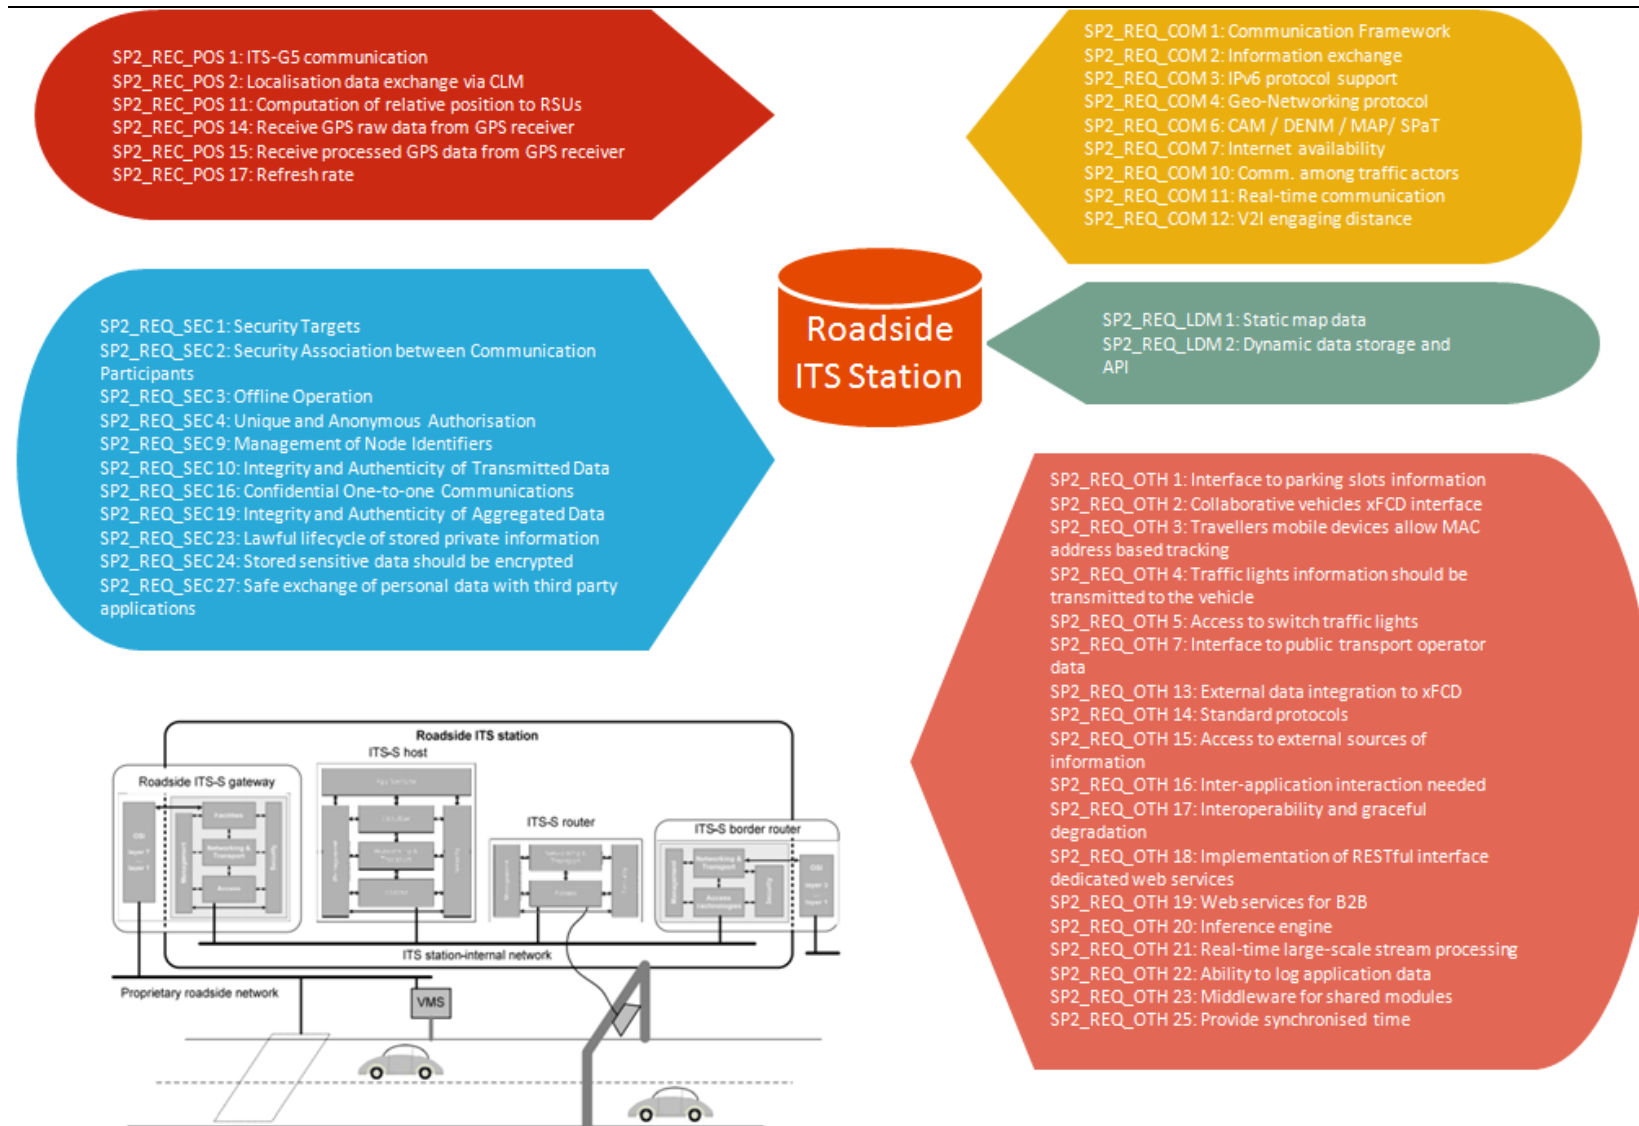 SP2_REC_POS 1: ITS-G5 communication
SP2_REC_POS 2: Localisation data exchange via CLM
SP2_REC_POS 11: Computation of relative position to RSUs
SP2_REC_POS 14: Receive GPS raw data from GPS receiver
SP2_REC_POS 15: Receive processed GPS data from GPS receiver
SP2_REC_POS 17: Refresh rate
SP2_REQ_COM 1: Communication Framework
SP2_REQ_COM 2: Information exchange
SP2_REQ_COM 3: IPv6 protocol support
SP2_REQ_COM 4: Geo-Networking protocol
SP2_REQ_COM 6: CAM / DENM / MAP/ SPaT
SP2_REQ_COM 7: Internet availability
SP2_REQ_COM 10: Comm. among traffic actors
SP2_REQ_COM 11: Real-time communication
SP2_REQ_COM 12: V2I engaging distance
SP2_REQ_SEC 1: Security Targets
SP2_REQ_SEC 2: Security Association between Communication
Participants
SP2_REQ_SEC 3: Offline Operation
SP2_REQ_SEC 4: Unique and Anonymous Authorisation
SP2_REQ_SEC 9: Management of Node Identifiers
SP2_REQ_SEC 10: Integrity and Authenticity of Transmitted Data
SP2_REQ_SEC 16: Confidential One-to-one Communications
SP2_REQ_SEC 19: Integrity and Authenticity of Aggregated Data
SP2_REQ_SEC 23: Lawful lifecycle of stored private information
SP2_REQ_SEC 24: Stored sensitive data should be encrypted
SP2_REQ_SEC 27: Safe exchange of personal data with third party
applications
Roadside
ITS Station
SP2_REQ_LDM 1: Static map data
SP2_REQ_LDM 2: Dynamic data storage and
API
SP2_REQ_OTH 1: Interface to parking slots information
SP2_REQ_OTH 2: Collaborative vehicles xFCD interface
SP2_REQ_OTH 3: Travellers mobile devices allow MAC
address based tracking
SP2_REQ_OTH 4: Traffic lights information should be
transmitted to the vehicle
SP2_REQ_OTH 5: Access to switch traffic lights
SP2_REQ_OTH 7: Interface to public transport operator
data
SP2_REQ_OTH 13: External data integration to xFCD
SP2_REQ_OTH 14: Standard protocols
SP2_REQ_OTH 15: Access to external sources of
information
SP2_REQ_OTH 16: Inter-application interaction needed
SP2_REQ_OTH 17: Interoperability and graceful
degradation
SP2_REQ_OTH 18: Implementation of RESTful interface
dedicated web services
SP2_REQ_OTH 19: Web services for B2B
SP2_REQ_OTH 20: Inference engine
SP2_REQ_OTH 21: Real-time large-scale stream processing
SP2_REQ_OTH 22: Ability to log application data
SP2_REQ_OTH 23: Middleware for shared modules
SP2_REQ_OTH 25: Provide synchronised time
Roadside ITS station
ITS-S host
Roadside ITS-S gateway
Facilities
Networking &
Transport
Access
Management
Security
ITS-S router
ITS-S border router
Networking &
Transport
Access
technologies
Management
Security
ITS station-internal network
Proprietary roadside network
VMS